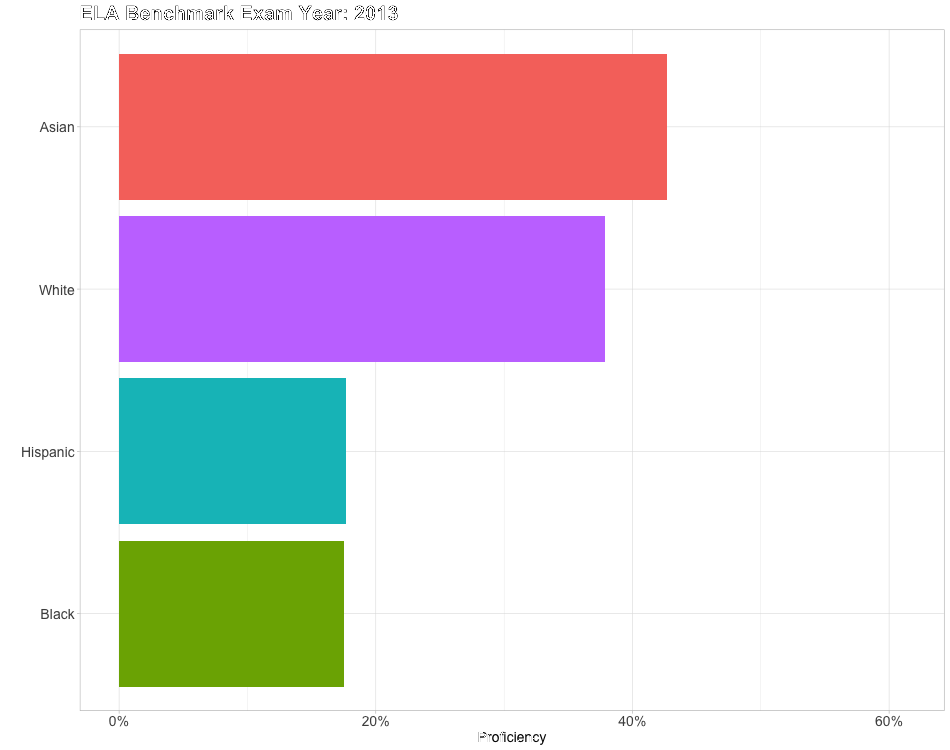 ELA Benchmark Exam Year: 2013
Asian
White
Hispanic
Black
0% 20% 40% 60%
Proficiency